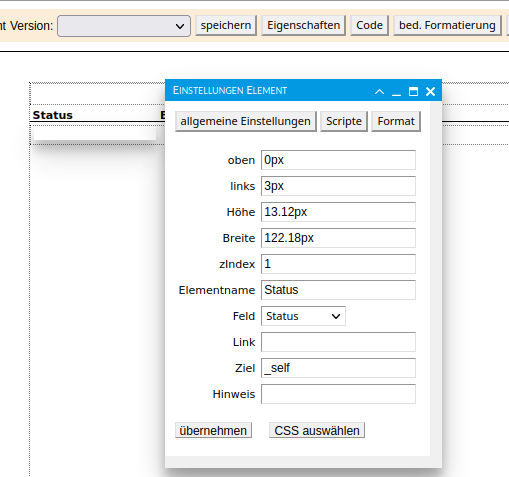 nt Version: speichern Eigenschaften Code bed. Formatierung
Einstellungen Element
Status
allgemeine Einstellungen Scripte Format
oben 0px
links 3px
Höhe 13.12px
Breite 122.18px
zIndex 1
Elementname Status
Feld Status
Link
Ziel _self
Hinweis
übernehmen CSS auswählen